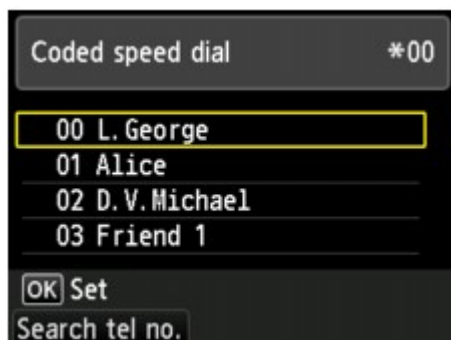 Coded speed dial *00
00 L.George
01 Alice
02 D.V.Michael
03 Friend 1
OK Set
Search tel no.